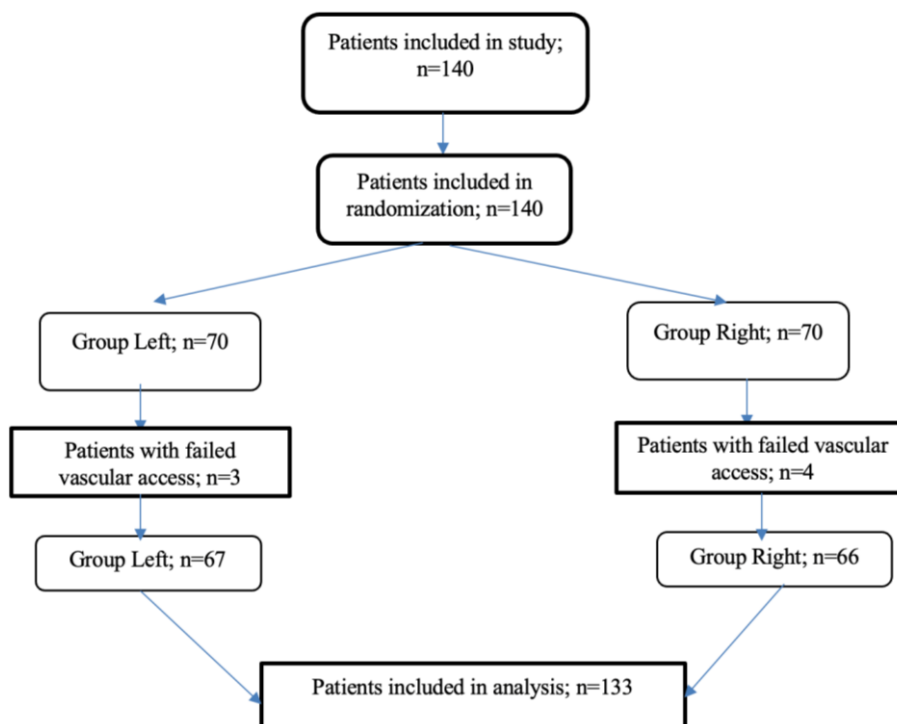 Patients included in study;
n=140
Patients included in
randomization; n=140
Group Left; n=70
Group Right; n=70
Patients with failed
vascular access; n=3
Patients with failed vascular
access; n=4
Group Left; n=67
Group Right; n=66
Patients included in analysis; n=133